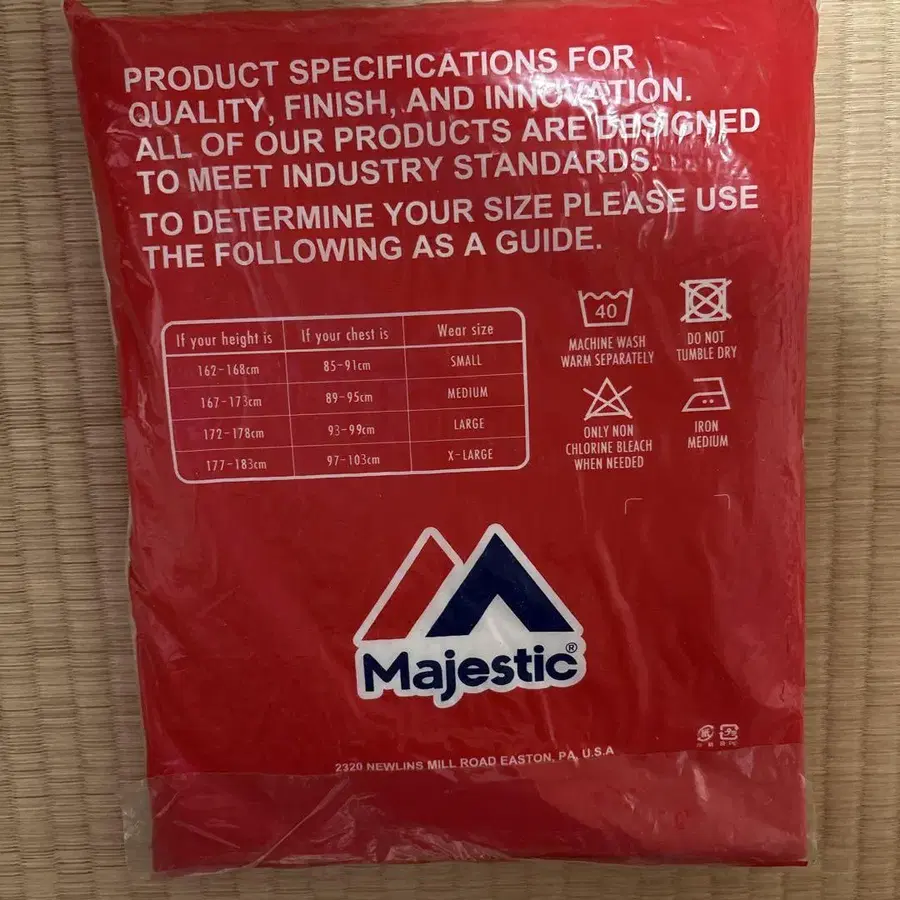 PRODUCT SPECIFICATIONS FOR
QUALITY, FINISH, AND INNOVATION.
ALL OF OUR PRODUCTS ARE DESIGNED
TO MEET INDUSTRY STANDARDS.
TO DETERMINE YOUR SIZE PLEASE USE
THE FOLLOWING AS A GUIDE.
If your height is If your chest is Wear size
162-168cm 85-91cm SMALL
167-173cm 89-95cm MEDIUM
172-178cm 93-99cm LARGE
177-183cm 97-103cm X-LARGE
40
MACHINE WASH
WARM SEPARATELY
DO NOT
TUMBLE DRY
ONLY NON
CHLORINE BLEACH
WHEN NEEDED
IRON
MEDIUM
Majestic®
2320 NEWLINS MILL ROAD EASTON, PA, U.S.A